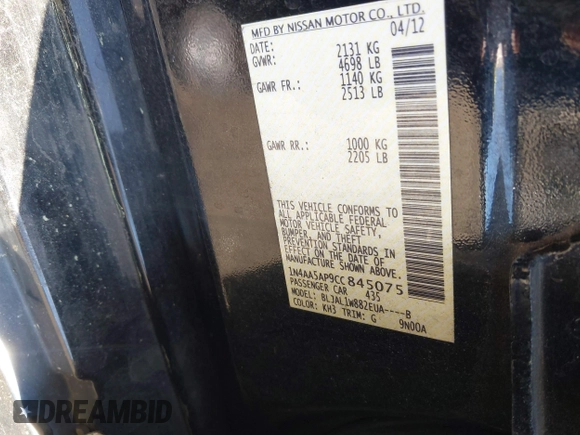 MFD BY NISSAN MOTOR CO., LTD.
DATE: 04/12
GVWR: 2131 KG
4698 LB
GAWR FR.: 1140 KG
2513 LB
GAWR RR.: 1000 KG
2205 LB
THIS VEHICLE CONFORMS TO
ALL APPLICABLE FEDERAL
MOTOR VEHICLE SAFETY,
BUMPER, AND THEFT
PREVENTION STANDARDS IN
EFFECT ON THE DATE OF
MANUFACTURE SHOWN ABOVE.
1N4AA5AP9CC845075
PASSENGER CAR 435
MODEL: BLJAL1W882EUA----B
COLOR: KH3 TRIM: G 9N00A
DREAMBID